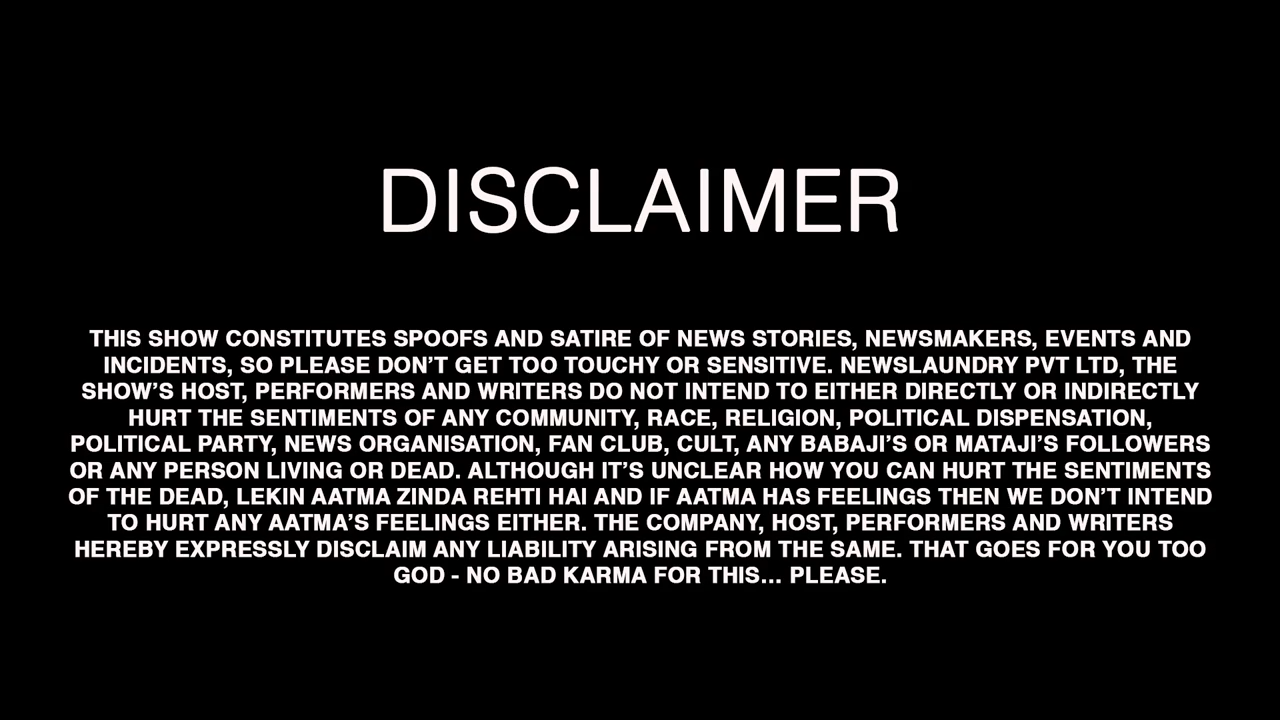 DISCLAIMER
THIS SHOW CONSTITUTES SPOOFS AND SATIRE OF NEWS STORIES, NEWSMAKERS, EVENTS AND
INCIDENTS, SO PLEASE DON’T GET TOO TOUCHY OR SENSITIVE. NEWSLAUNDRY PVT LTD, THE
SHOW’S HOST, PERFORMERS AND WRITERS DO NOT INTEND TO EITHER DIRECTLY OR INDIRECTLY
HURT THE SENTIMENTS OF ANY COMMUNITY, RACE, RELIGION, POLITICAL DISPENSATION,
POLITICAL PARTY, NEWS ORGANISATION, FAN CLUB, CULT, ANY BABAJI’S OR MATAJI’S FOLLOWERS
OR ANY PERSON LIVING OR DEAD. ALTHOUGH IT’S UNCLEAR HOW YOU CAN HURT THE SENTIMENTS
OF THE DEAD, LEKIN AATMA ZINDA REHTI HAI AND IF AATMA HAS FEELINGS THEN WE DON’T INTEND
TO HURT ANY AATMA’S FEELINGS EITHER. THE COMPANY, HOST, PERFORMERS AND WRITERS
HEREBY EXPRESSLY DISCLAIM ANY LIABILITY ARISING FROM THE SAME. THAT GOES FOR YOU TOO
GOD - NO BAD KARMA FOR THIS... PLEASE.